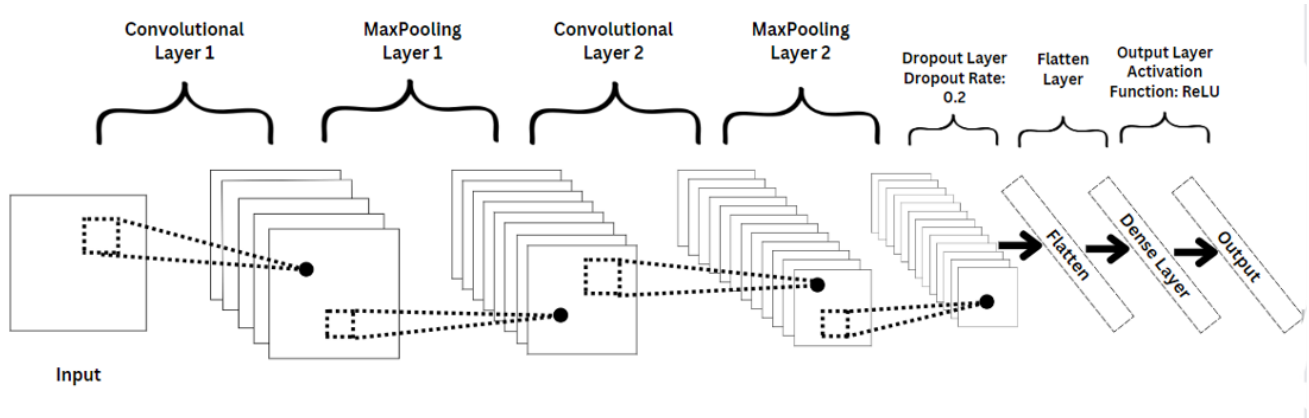 Convolutional
Layer 1
MaxPooling
Layer 1
Convolutional
Layer 2
MaxPooling
Layer 2
Dropout Layer
Dropout Rate:
0.2
Flatten
Layer
Output Layer
Activation
Function: ReLU
Input
Flatten
Dense Layer
Output